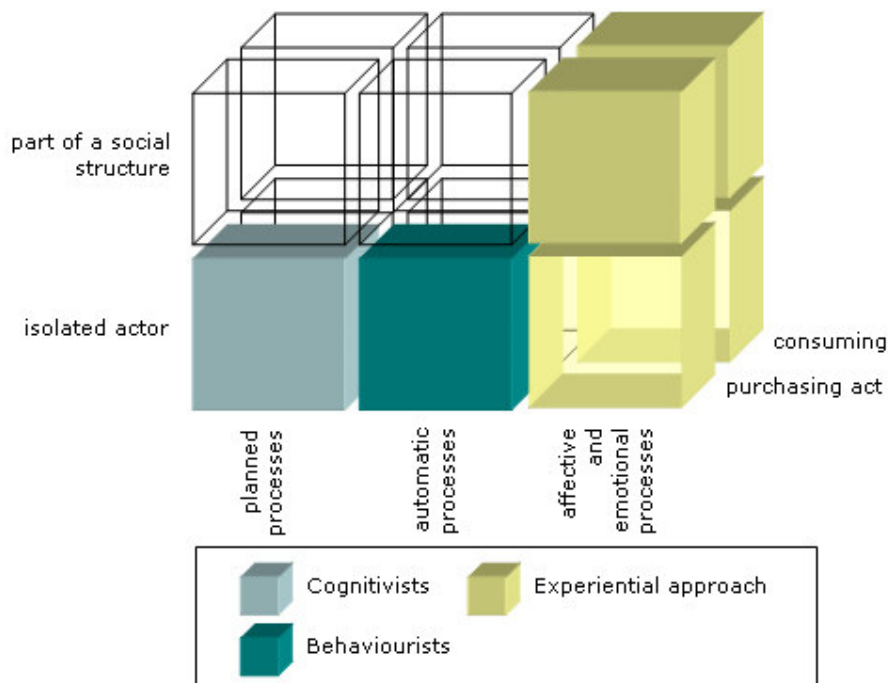 part of a social
structure
isolated actor
consuming
purchasing act
planned
processes
automatic
processes
affective
and
emotional
processes
Cognitivists
Experiential approach
Behaviourists